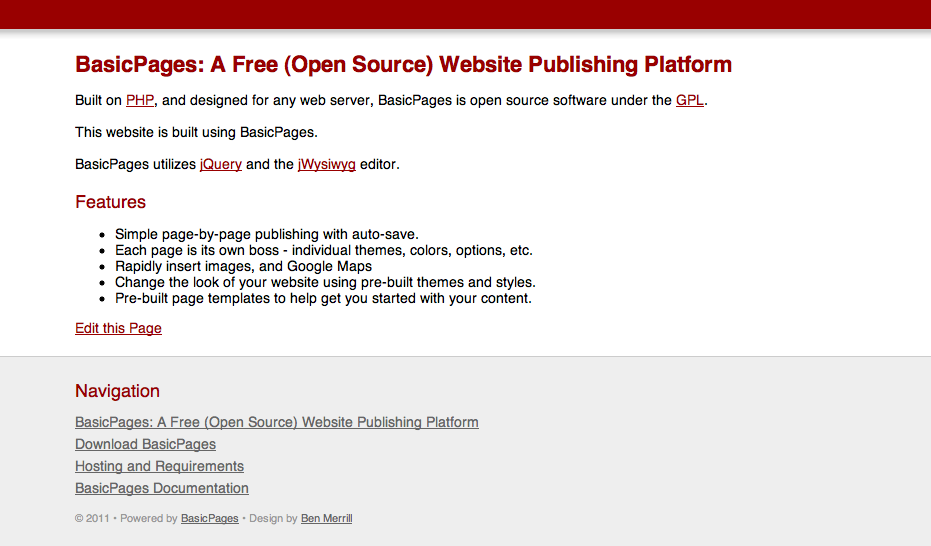 BasicPages: A Free (Open Source) Website Publishing Platform
Built on PHP, and designed for any web server, BasicPages is open source software under the GPL.
This website is built using BasicPages.
BasicPages utilizes jQuery and the jWysiwyg editor.
Features
• Simple page-by-page publishing with auto-save.
• Each page is its own boss - individual themes, colors, options, etc.
• Rapidly insert images, and Google Maps
• Change the look of your website using pre-built themes and styles.
• Pre-built page templates to help get you started with your content.
Edit this Page
Navigation
BasicPages: A Free (Open Source) Website Publishing Platform
Download BasicPages
Hosting and Requirements
BasicPages Documentation
© 2011 • Powered by BasicPages • Design by Ben Merrill